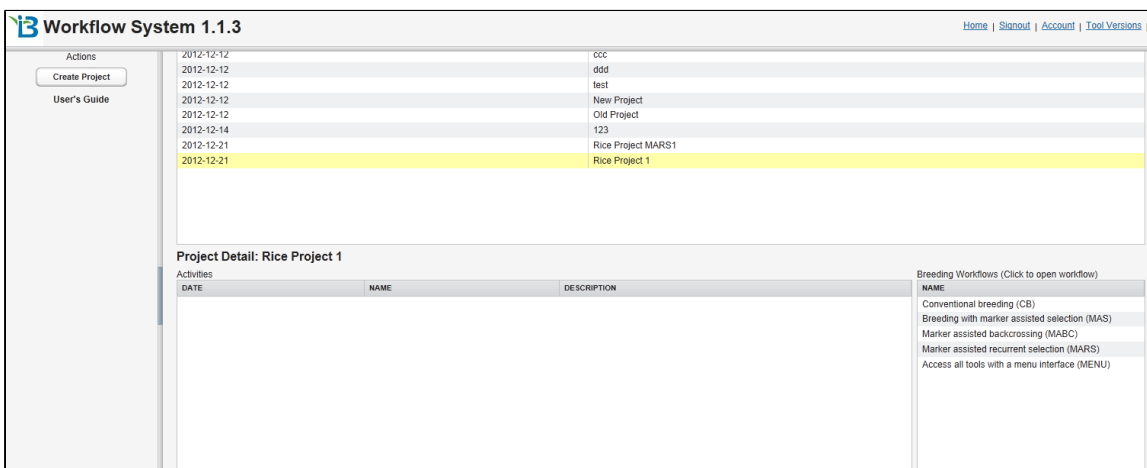 IB Workflow System 1.1.3
Home | Signout | Account | Tool Versions |
Actions
Create Project
User's Guide
2012-12-12 ccc
2012-12-12 ddd
2012-12-12 test
2012-12-12 New Project
2012-12-12 Old Project
2012-12-14 123
2012-12-21 Rice Project MARS1
2012-12-21 Rice Project 1
Project Detail: Rice Project 1
Activities
DATE NAME DESCRIPTION
Breeding Workflows (Click to open workflow)
NAME
Conventional breeding (CB)
Breeding with marker assisted selection (MAS)
Marker assisted backcrossing (MABC)
Marker assisted recurrent selection (MARS)
Access all tools with a menu interface (MENU)